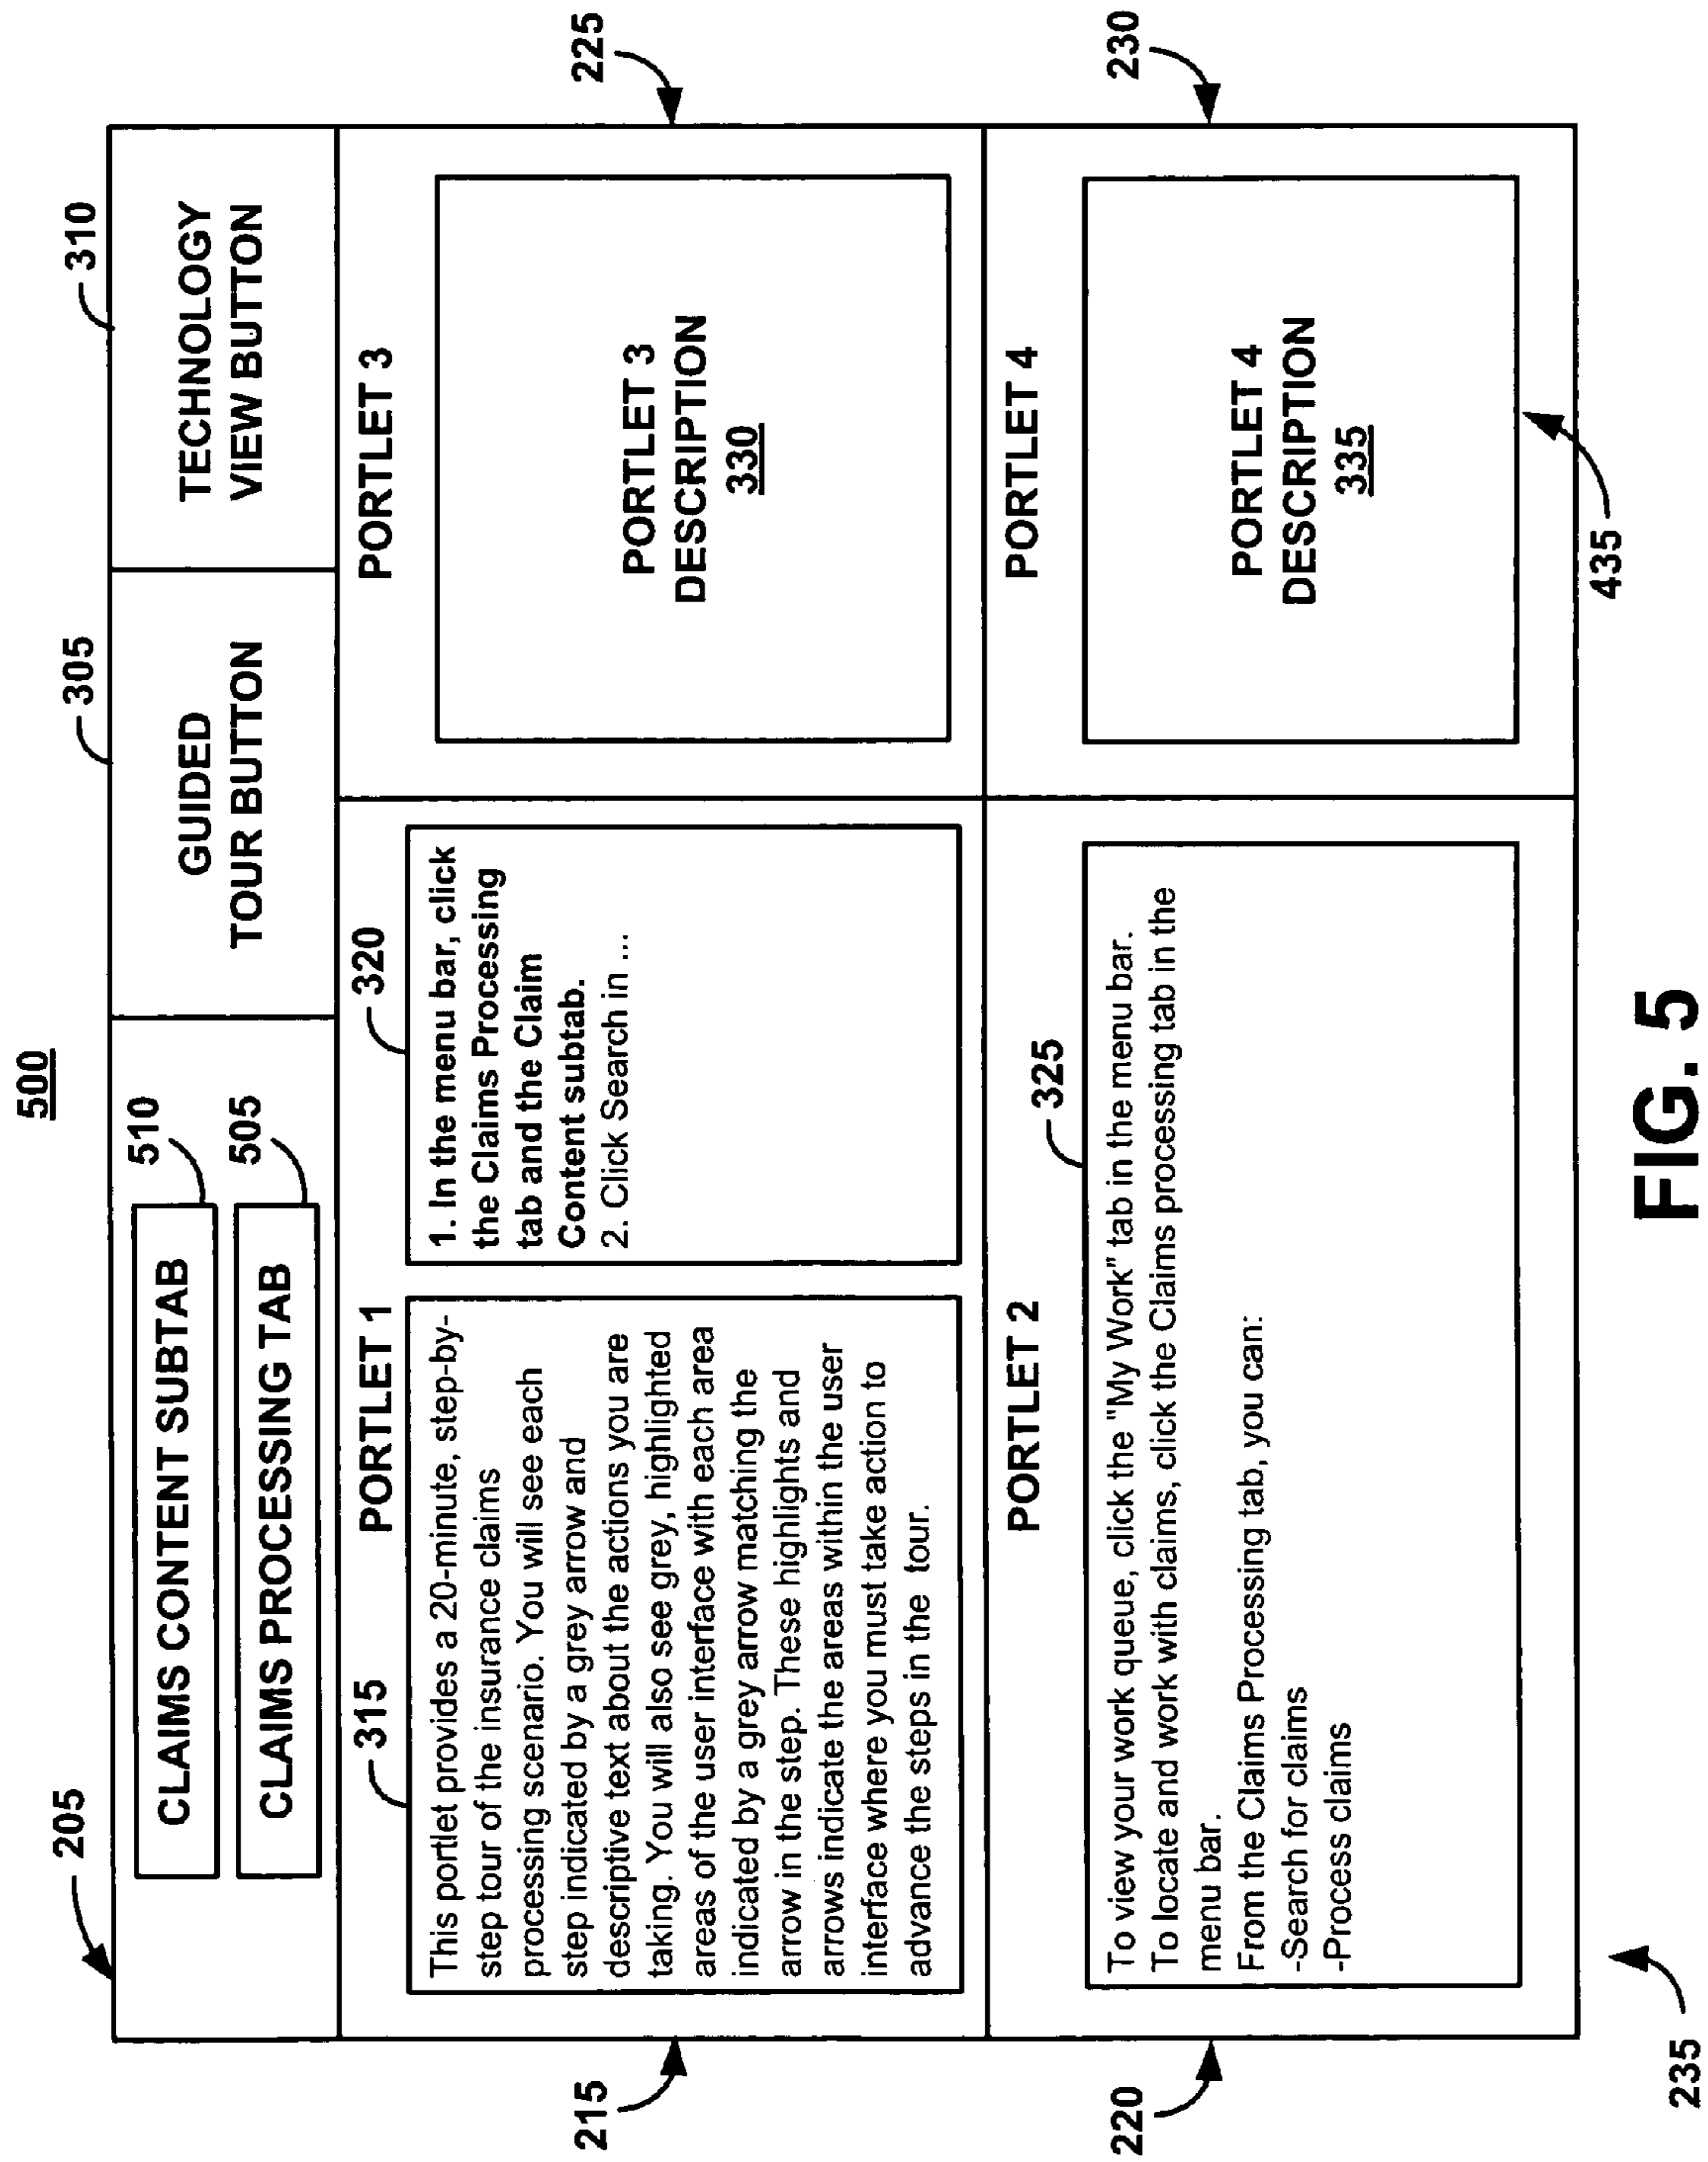 500
205
CLAIMS CONTENT SUBTAB
510
CLAIMS PROCESSING TAB
505
GUIDED
TOUR BUTTON
305
TECHNOLOGY
VIEW BUTTON
310
215
PORTLET 1
315
This portlet provides a 20-minute, step-by-
step tour of the insurance claims
processing scenario. You will see each
step indicated by a grey arrow and
descriptive text about the actions you are
taking. You will also see grey, highlighted
areas of the user interface with each area
indicated by a grey arrow matching the
arrow in the step. These highlights and
arrows indicate the areas within the user
interface where you must take action to
advance the steps in the tour.
320
1. In the menu bar, click
the Claims Processing
tab and the Claim
Content subtab.
2. Click Search in ...
PORTLET 3
225
PORTLET 3
DESCRIPTION
330
220
PORTLET 2
325
To view your work queue, click the "My Work" tab in the menu bar.
To locate and work with claims, click the Claims processing tab in the
menu bar.
From the Claims Processing tab, you can:
-Search for claims
-Process claims
PORTLET 4
230
PORTLET 4
DESCRIPTION
335
435
235
FIG. 5